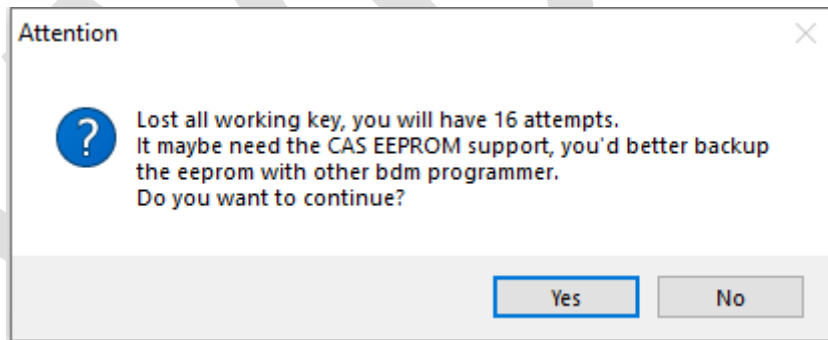 Attention
Lost all working key, you will have 16 attempts.
It maybe need the CAS EEPROM support, you'd better backup
the eeprom with other bdm programmer.
Do you want to continue?
Yes
No